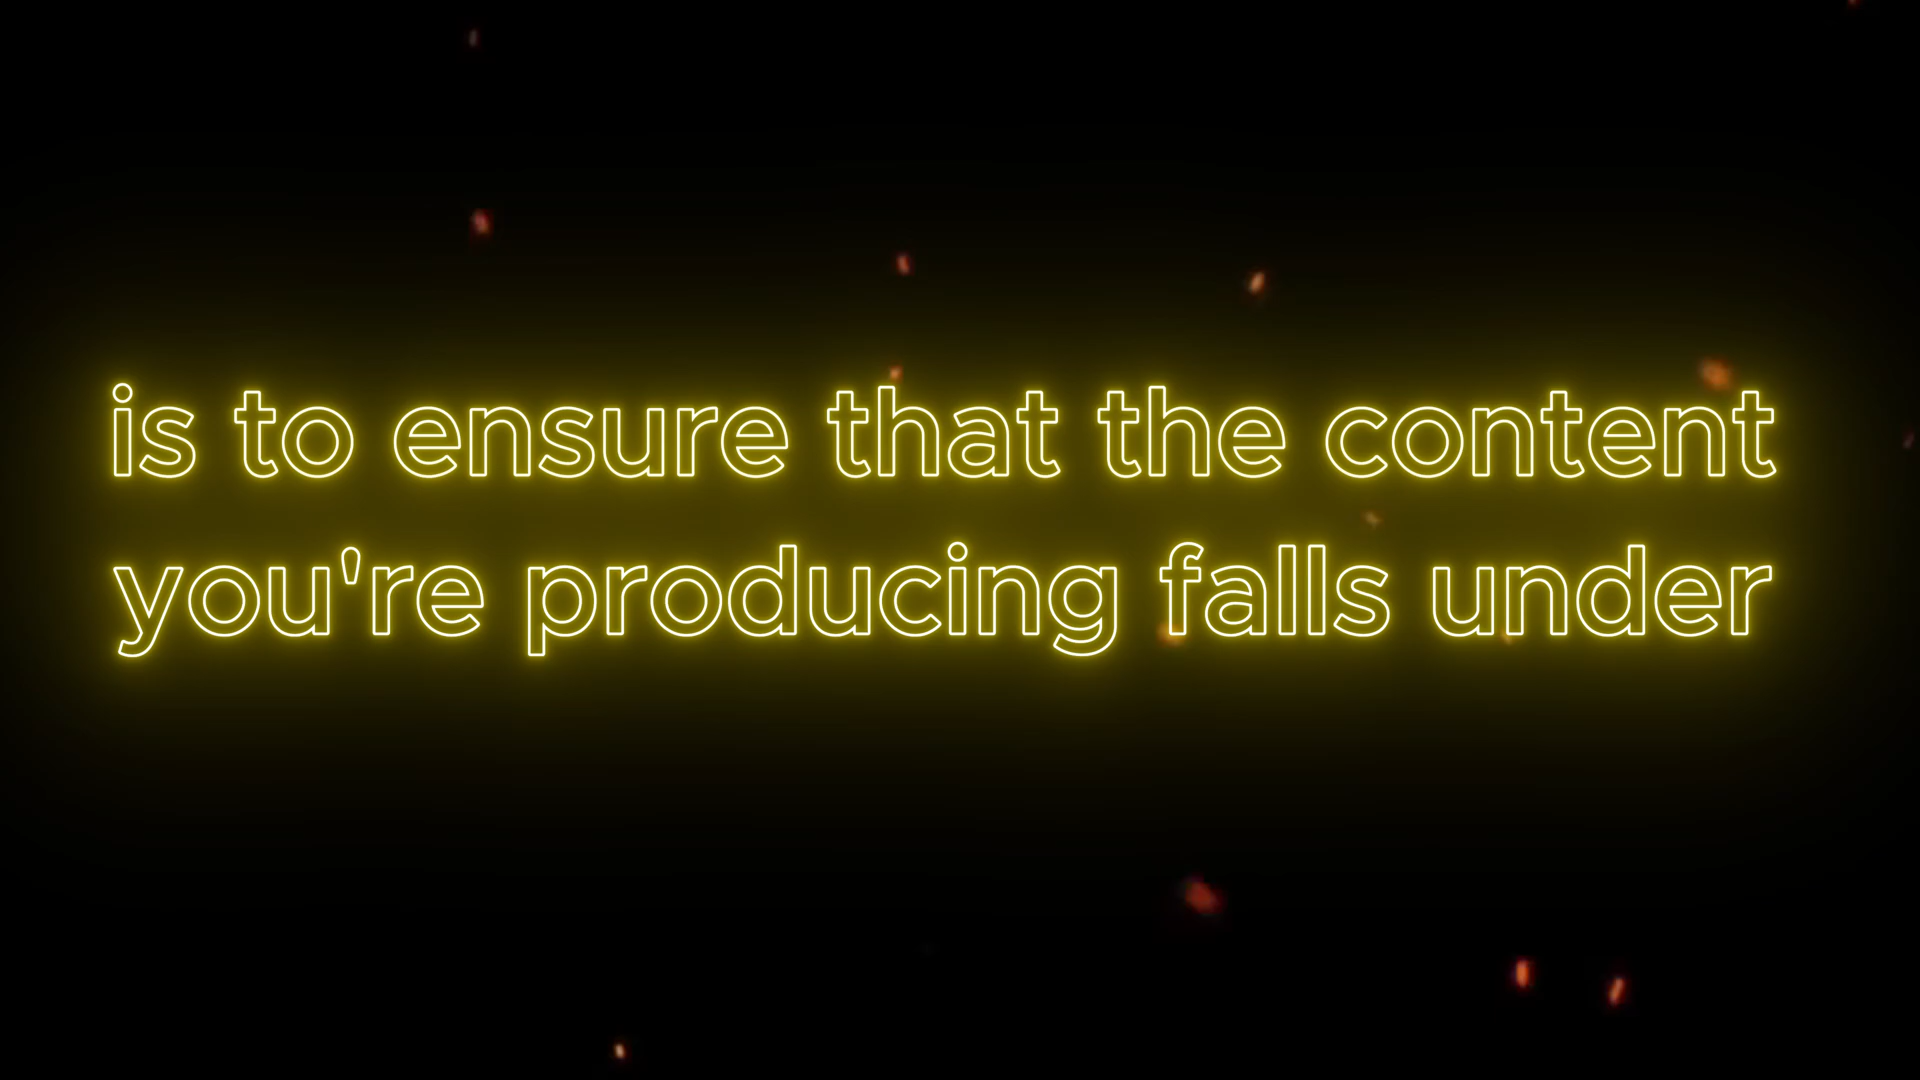 is to ensure that the content
you're producing falls under